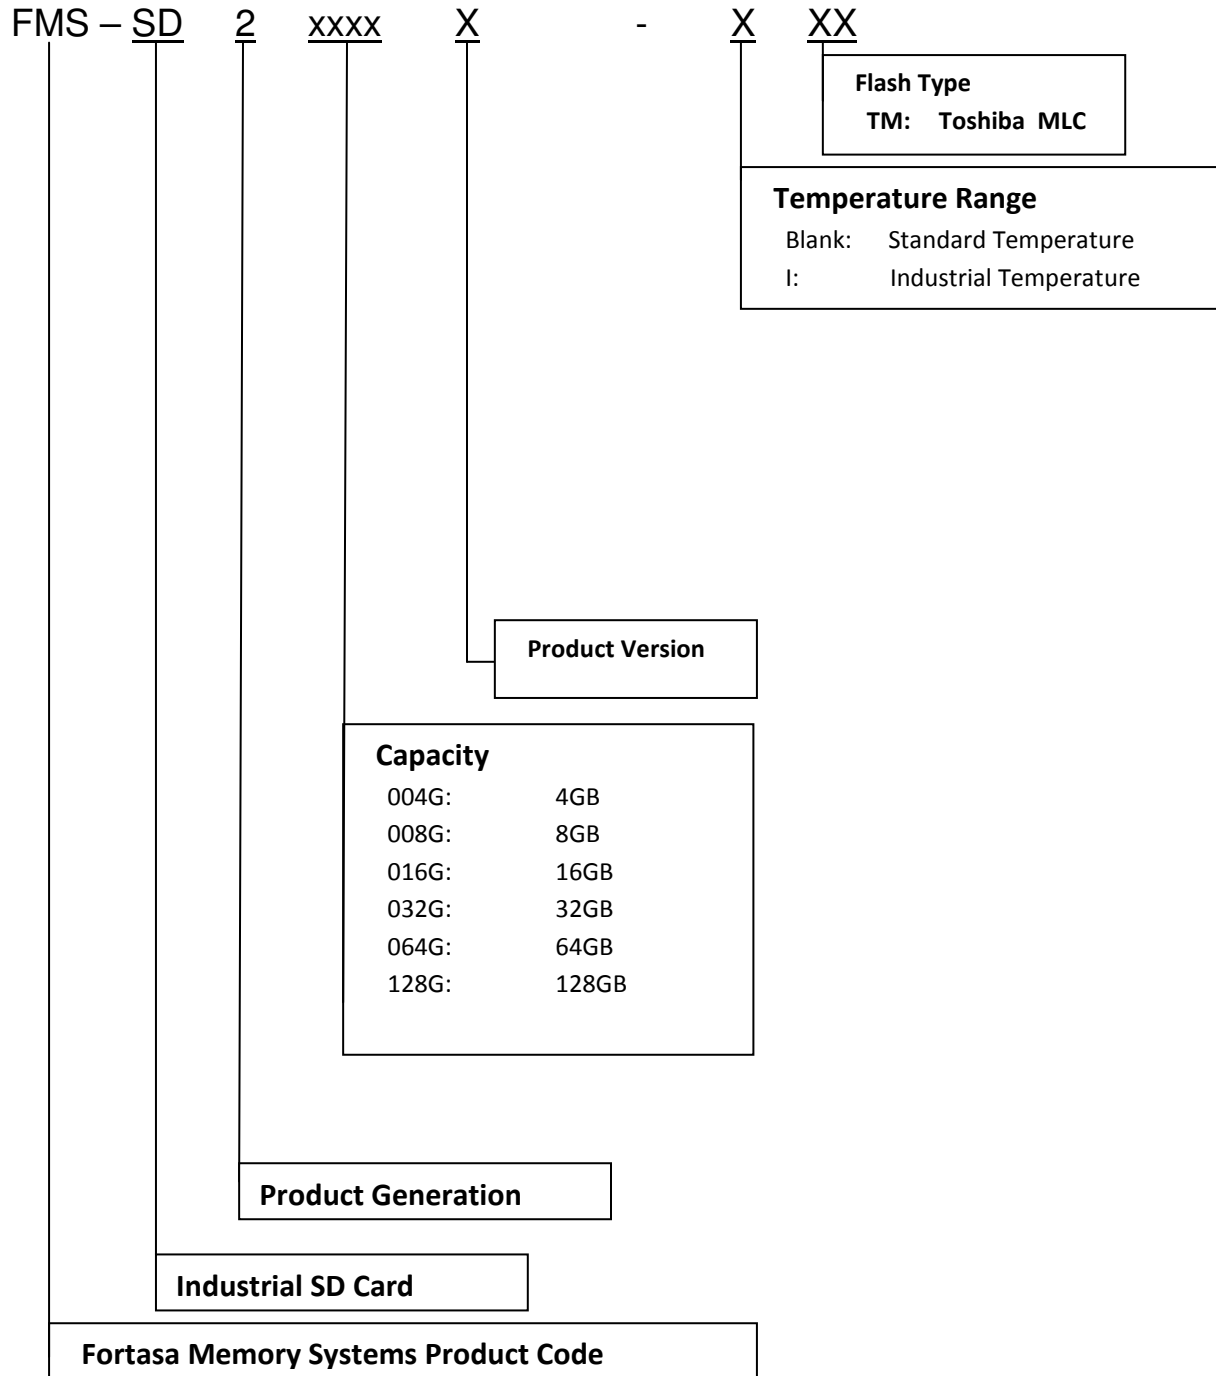 FMS – SD 2 xxxx X - X XX
Flash Type
TM: Toshiba MLC
Temperature Range
Blank: Standard Temperature
I: Industrial Temperature
Product Version
Capacity
004G: 4GB
008G: 8GB
016G: 16GB
032G: 32GB
064G: 64GB
128G: 128GB
Product Generation
Industrial SD Card
Fortasa Memory Systems Product Code